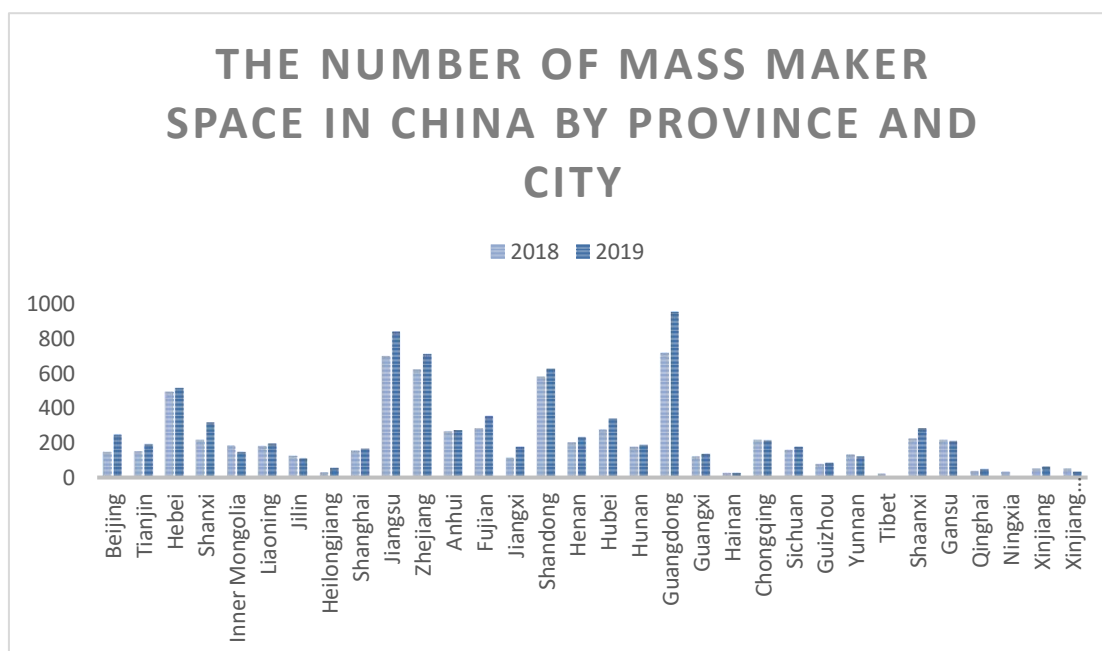 THE NUMBER OF MASS MAKER
SPACE IN CHINA BY PROVINCE AND
CITY
2018 2019
1000
800
600
400
200
0
Beijing
Tianjin
Hebei
Shanxi
Inner Mongolia
Liaoning
Jilin
Heilongjiang
Shanghai
Jiangsu
Zhejiang
Anhui
Fujian
Jiangxi
Shandong
Henan
Hubei
Hunan
Guangdong
Guangxi
Hainan
Chongqing
Sichuan
Guizhou
Yunnan
Tibet
Shaanxi
Gansu
Qinghai
Ningxia
Xinjiang
Xinjiang...